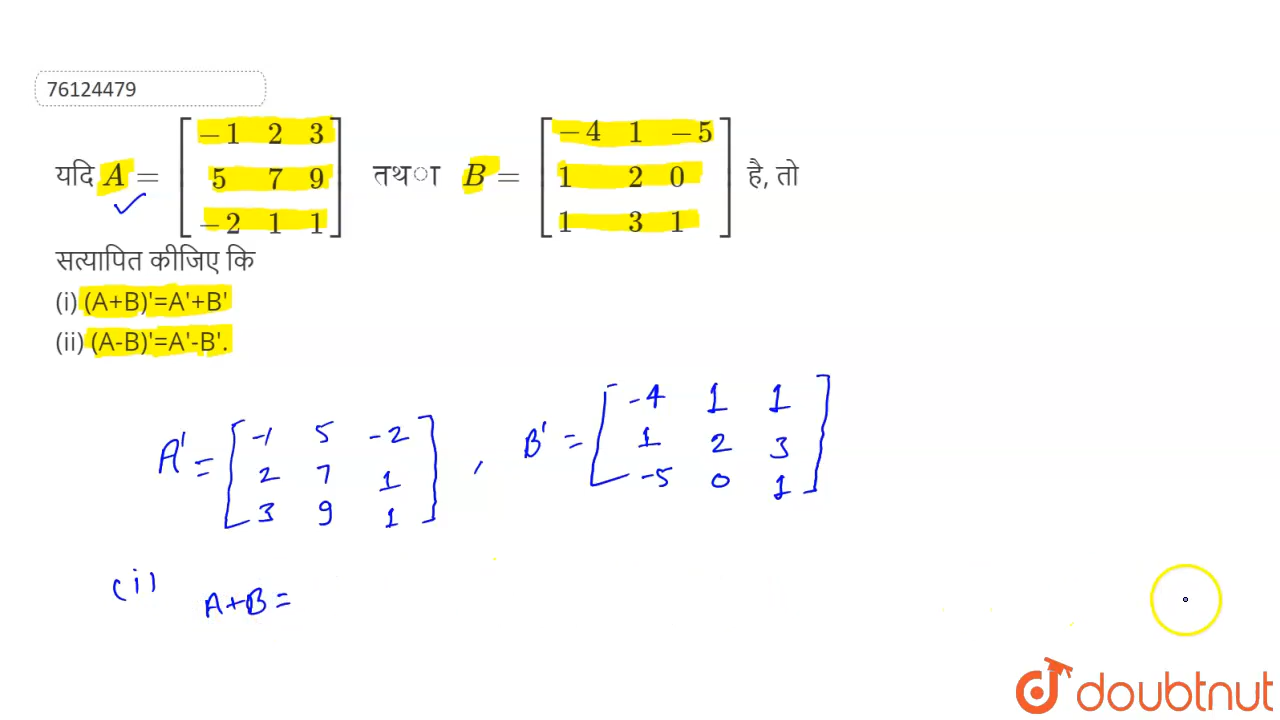 76124479
यदि A = [ -1 2 3 ] तथा B = [ -4 1 -5 ] है, तो
[ 5 7 9 ] [ 1 2 0 ]
[ -2 1 1 ] [ 1 3 1 ]
सत्यापित कीजिए कि
(i) (A+B)'=A'+B'
(ii) (A-B)'=A'-B'.
A' = [ -1 5 -2 ] , B' = [ -4 1 1 ]
[ 2 7 1 ] [ 1 2 3 ]
[ 3 9 1 ] [ -5 0 1 ]
(i) A+B =
doubtnut